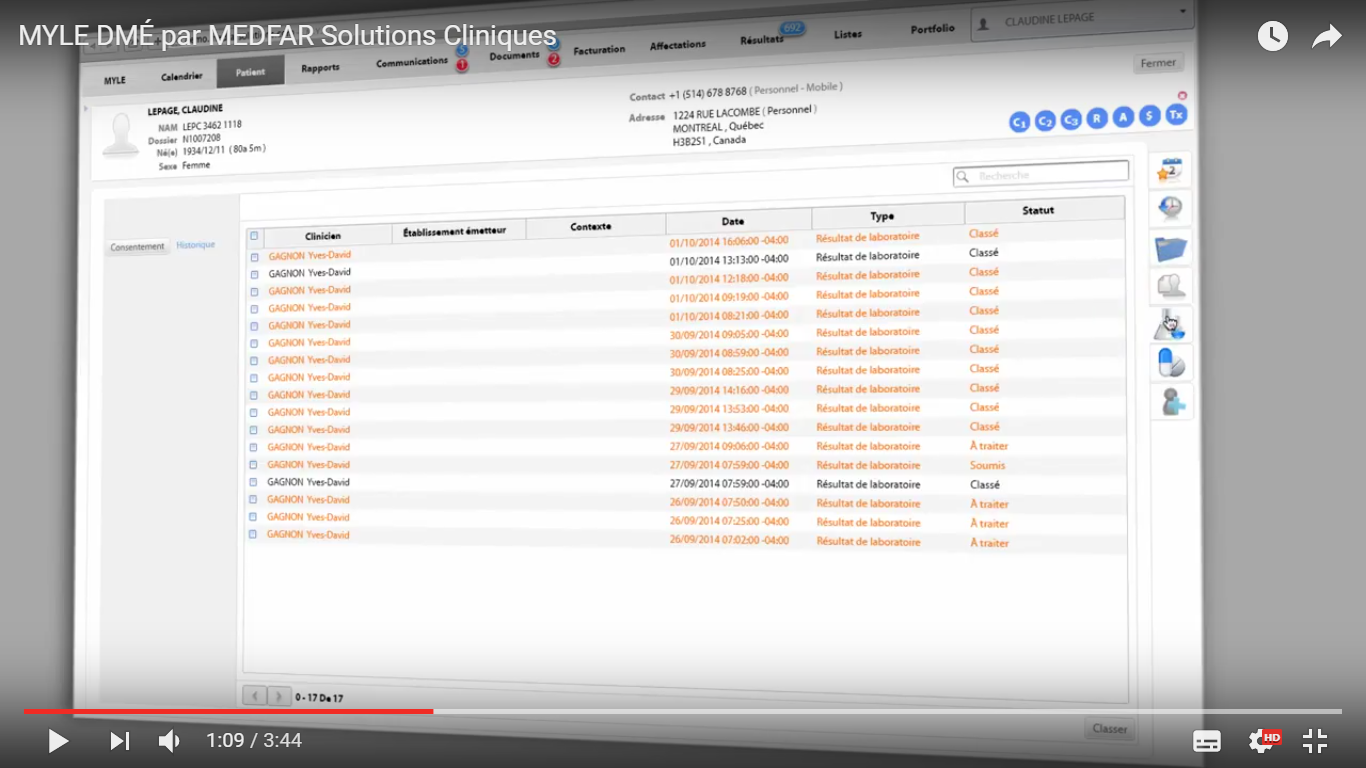 MYLE DMÉ par MEDFAR Solutions Cliniques
MYLE Calendrier Patient Rapports Communications 5 1 Documents 2 Facturation Affectations Résultats 692 Listes Portfolio CLAUDINE LEPAGE
Fermer
LEPAGE, CLAUDINE
NAM LEPC 3462 1118
Dossier N1007208
Né(e) 1934/12/11 ( 80a 5m )
Sexe Femme
Contact +1 (514) 678 8768 ( Personnel - Mobile )
Adresse 1224 RUE LACOMBE ( Personnel )
MONTREAL , Québec
H3B2S1 , Canada
C1 C2 C3 R A $ Tx
2
Recherche
Consentement Historique
Clinicien Établissement émetteur Contexte Date Type Statut
GAGNON Yves-David 01/10/2014 16:06:00 -04:00 Résultat de laboratoire Classé
GAGNON Yves-David 01/10/2014 13:13:00 -04:00 Résultat de laboratoire Classé
GAGNON Yves-David 01/10/2014 12:18:00 -04:00 Résultat de laboratoire Classé
GAGNON Yves-David 01/10/2014 09:19:00 -04:00 Résultat de laboratoire Classé
GAGNON Yves-David 01/10/2014 08:21:00 -04:00 Résultat de laboratoire Classé
GAGNON Yves-David 30/09/2014 09:05:00 -04:00 Résultat de laboratoire Classé
GAGNON Yves-David 30/09/2014 08:59:00 -04:00 Résultat de laboratoire Classé
GAGNON Yves-David 30/09/2014 08:25:00 -04:00 Résultat de laboratoire Classé
GAGNON Yves-David 29/09/2014 14:16:00 -04:00 Résultat de laboratoire Classé
GAGNON Yves-David 29/09/2014 13:53:00 -04:00 Résultat de laboratoire Classé
GAGNON Yves-David 29/09/2014 13:46:00 -04:00 Résultat de laboratoire Classé
GAGNON Yves-David 27/09/2014 09:06:00 -04:00 Résultat de laboratoire À traiter
GAGNON Yves-David 27/09/2014 07:59:00 -04:00 Résultat de laboratoire Soumis
GAGNON Yves-David 27/09/2014 07:59:00 -04:00 Résultat de laboratoire Classé
GAGNON Yves-David 26/09/2014 07:50:00 -04:00 Résultat de laboratoire À traiter
GAGNON Yves-David 26/09/2014 07:25:00 -04:00 Résultat de laboratoire À traiter
GAGNON Yves-David 26/09/2014 07:02:00 -04:00 Résultat de laboratoire À traiter
0 - 17 De 17
Classer
1:09 / 3:44
HD